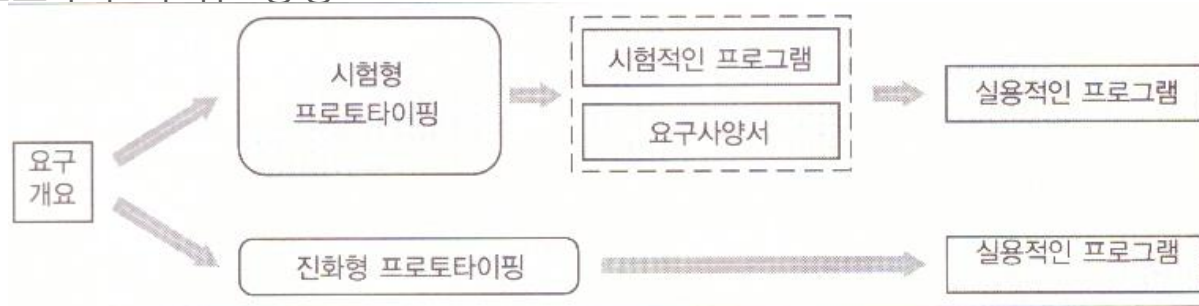 시험형
프로토타이핑
시험적인 프로그램
요구사양서
실용적인 프로그램
요구
개요
진화형 프로토타이핑
실용적인 프로그램